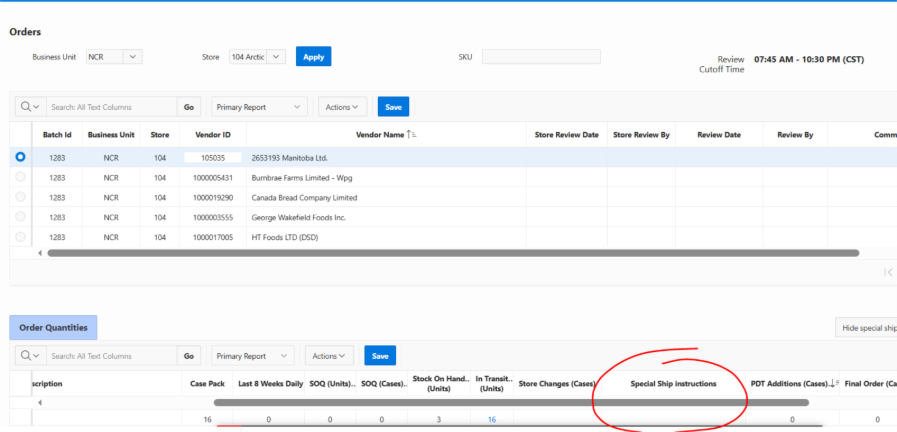 Orders
Business Unit NCR Store 104 Arctic Apply SKU Review Cutoff Time 07:45 AM - 10:30 PM (CST)
Search: All Text Columns Go Primary Report Actions Save
Batch Id Business Unit Store Vendor ID Vendor Name Store Review Date Store Review By Review Date Review By Comm
1283 NCR 104 105035 2653193 Manitoba Ltd.
1283 NCR 104 1000005431 Burnbrae Farms Limited - Wpg
1283 NCR 104 1000019290 Canada Bread Company Limited
1283 NCR 104 1000003555 George Wakefield Foods Inc.
1283 NCR 104 1000017005 HT Foods LTD (DSD)
Order Quantities Hide special ship
Search: All Text Columns Go Primary Report Actions Save
scription Case Pack Last 8 Weeks Daily SOQ (Units).. SOQ (Cases).. Stock On Hand.. (Units) In Transit.. (Units) Store Changes (Cases) Special Ship instructions PDT Additions (Cases).. Final Order (Ca
16 0 0 0 3 16 0 0